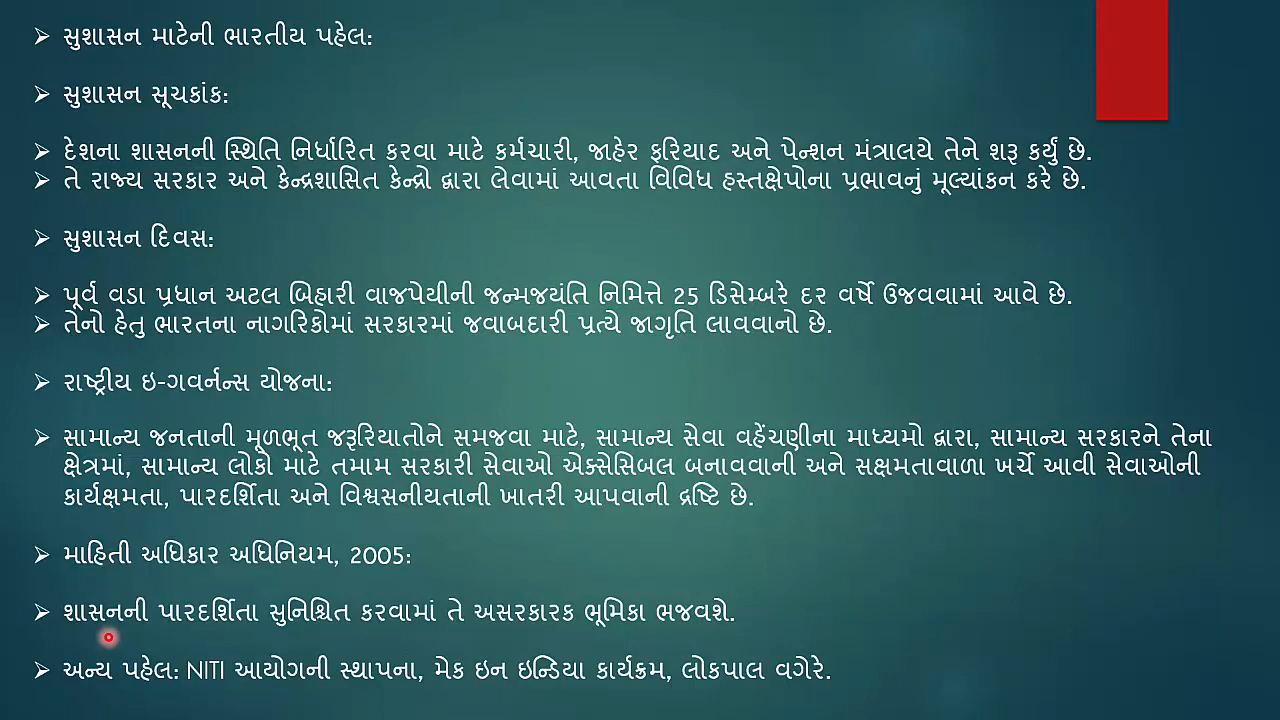 ➢ સુશાસન માટેની ભારતીય પહેલ:
➢ સુશાસન સૂચકાંક:
➢ દેશના શાસનની સ્થિતિ નિર્ધારિત કરવા માટે કર્મચારી, જાહેર ફરિયાદ અને પેન્શન મંત્રાલયે તેને શરૂ કર્યું છે.
➢ તે રાજ્ય સરકાર અને કેન્દ્રશાસિત કેન્દ્રો દ્વારા લેવામાં આવતા વિવિધ હસ્તક્ષેપોના પ્રભાવનું મૂલ્યાંકન કરે છે.
➢ સુશાસન દિવસ:
➢ પૂર્વ વડા પ્રધાન અટલ બિહારી વાજપેયીની જન્મજયંતિ નિમિત્તે 25 ડિસેમ્બરે દર વર્ષે ઉજવવામાં આવે છે.
➢ તેનો હેતુ ભારતના નાગરિકોમાં સરકારમાં જવાબદારી પ્રત્યે જાગૃતિ લાવવાનો છે.
➢ રાષ્ટ્રીય ઇ-ગવર્નન્સ યોજના:
➢ સામાન્ય જનતાની મૂળભૂત જરૂરિયાતોને સમજવા માટે, સામાન્ય સેવા વહેંચણીના માધ્યમો દ્વારા, સામાન્ય સરકારને તેના
ક્ષેત્રમાં, સામાન્ય લોકો માટે તમામ સરકારી સેવાઓ એક્સેસિબલ બનાવવાની અને સક્ષમતાવાળા ખર્ચે આવી સેવાઓની
કાર્યક્ષમતા, પારદર્શિતા અને વિશ્વસનીયતાની ખાતરી આપવાની દ્રષ્ટિ છે.
➢ માહિતી અધિકાર અધિનિયમ, 2005:
➢ શાસનની પારદર્શિતા સુનિશ્ચિત કરવામાં તે અસરકારક ભૂમિકા ભજવશે.
➢ અન્ય પહેલ: NITI આયોગની સ્થાપના, મેક ઇન ઇન્ડિયા કાર્યક્રમ, લોકપાલ વગેરે.